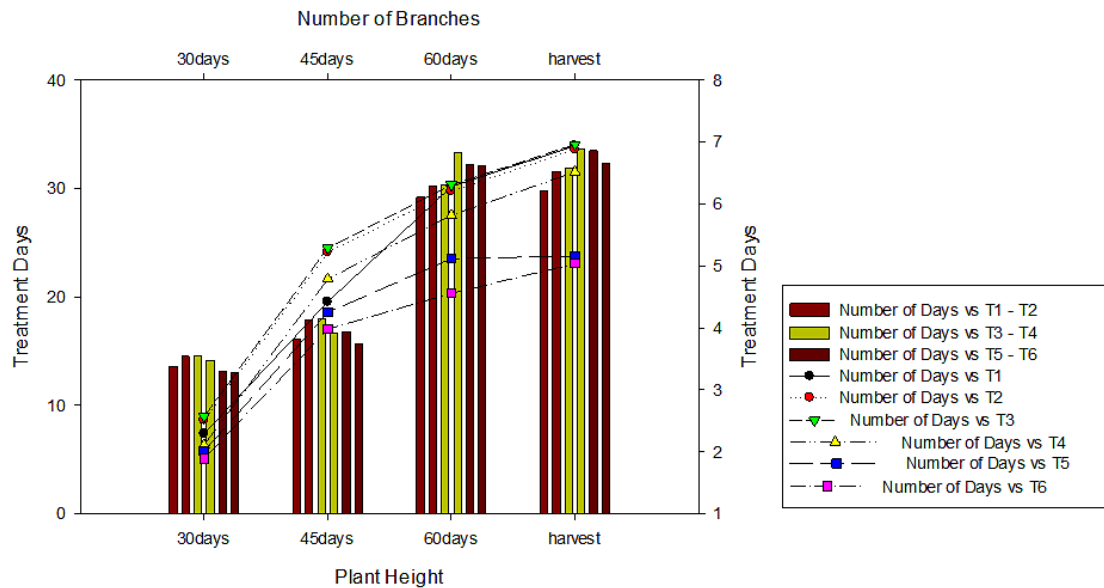 Number of Branches
30days 45days 60days harvest
40 8
7
30
6
Treatment Days
Treatment Days
5
20
4
3
10
2
0 1
30days 45days 60days harvest
Plant Height
Number of Days vs T1 - T2
Number of Days vs T3 - T4
Number of Days vs T5 - T6
Number of Days vs T1
Number of Days vs T2
Number of Days vs T3
Number of Days vs T4
Number of Days vs T5
Number of Days vs T6